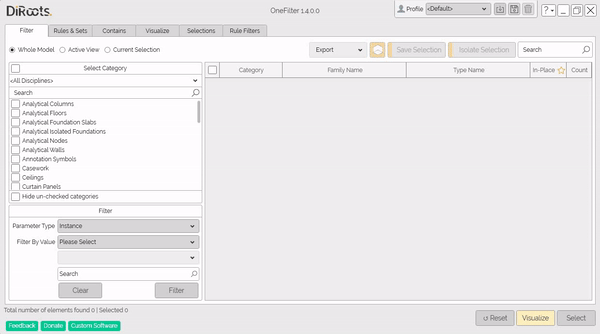 DiRoots
OneFilter 1.4.0.0
Profile <Default>
?
Filter Rules & Sets Contains Visualize Selections Rule Filters
Whole Model Active View Current Selection
Export Save Selection Isolate Selection Search
Select Category
<All Disciplines>
Search
Analytical Columns
Analytical Floors
Analytical Foundation Slabs
Analytical Isolated Foundations
Analytical Nodes
Analytical Walls
Annotation Symbols
Casework
Ceilings
Curtain Panels
Hide un-checked categories
Category Family Name Type Name In-Place Count
Filter
Parameter Type Instance
Filter By Value Please Select
Search
Clear Filter
Total number of elements found 0 | Selected 0
Feedback Donate Custom Software
Reset Visualize Select